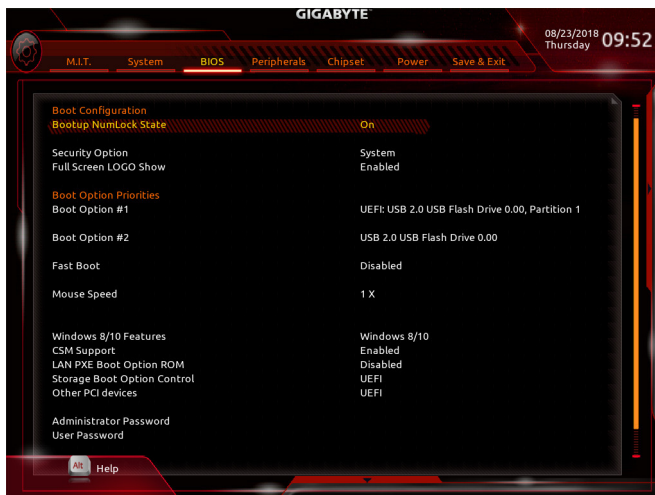 GIGABYTE™
08/23/2018
Thursday 09:52
M.I.T. System BIOS Peripherals Chipset Power Save & Exit
Boot Configuration
Bootup NumLock State On
Security Option System
Full Screen LOGO Show Enabled
Boot Option Priorities
Boot Option #1 UEFI: USB 2.0 USB Flash Drive 0.00, Partition 1
Boot Option #2 USB 2.0 USB Flash Drive 0.00
Fast Boot Disabled
Mouse Speed 1 X
Windows 8/10 Features Windows 8/10
CSM Support Enabled
LAN PXE Boot Option ROM Disabled
Storage Boot Option Control UEFI
Other PCI devices UEFI
Administrator Password
User Password
Alt Help